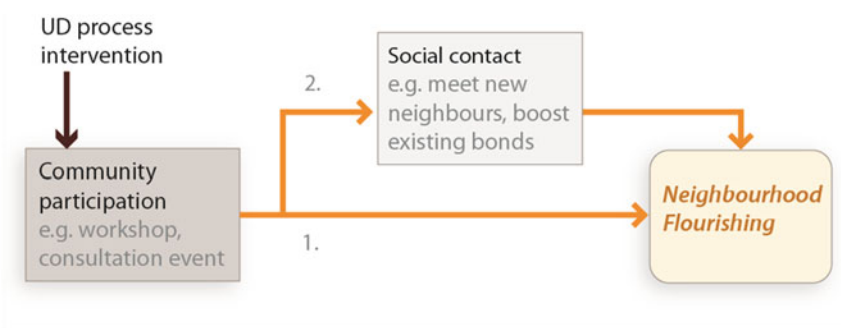 UD process
intervention
Community
participation
e.g. workshop,
consultation event
2.
Social contact
e.g. meet new
neighbours, boost
existing bonds
1.
Neighbourhood
Flourishing